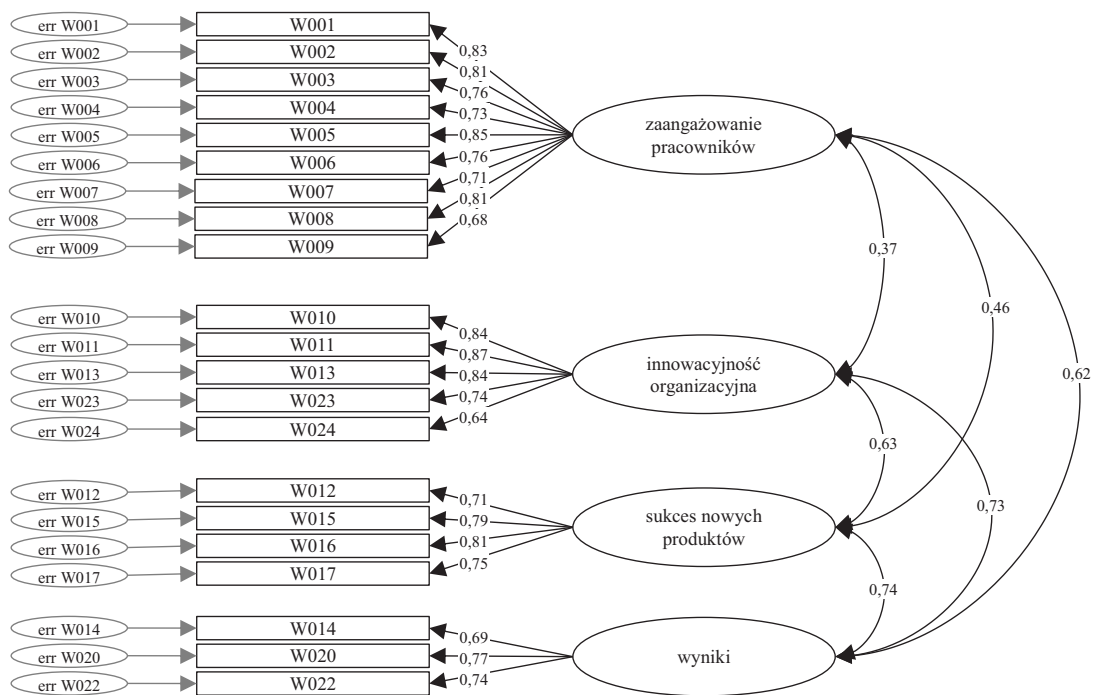 err W001 W001
err W002 W002 0,83
err W003 W003 0,81
err W004 W004 0,76
err W005 W005 0,73
err W006 W006 0,85
err W007 W007 0,76
err W008 W008 0,71
err W009 W009 0,81
0,68
zaangażowanie
pracowników
0,37
0,46
0,62
err W010 W010
err W011 W011 0,84
err W013 W013 0,87
err W023 W023 0,84
err W024 W024 0,74
0,64
innowacyjność
organizacyjna
0,63
0,73
err W012 W012 0,71
err W015 W015 0,79
err W016 W016 0,81
err W017 W017 0,75
sukces nowych
produktów
0,74
err W014 W014 0,69
err W020 W020 0,77
err W022 W022 0,74
wyniki